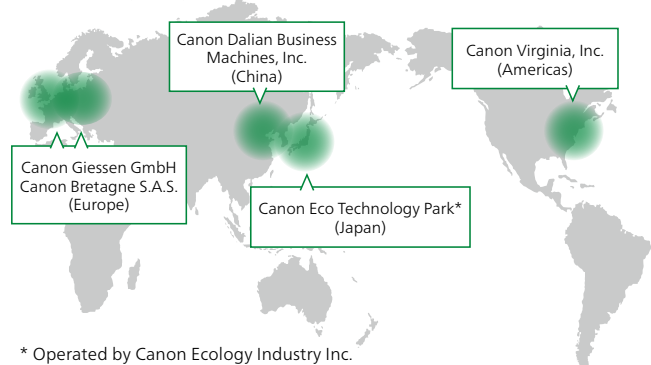 Canon Dalian Business
Machines, Inc.
(China)
Canon Virginia, Inc.
(Americas)
Canon Giessen GmbH
Canon Bretagne S.A.S.
(Europe)
Canon Eco Technology Park*
(Japan)
* Operated by Canon Ecology Industry Inc.